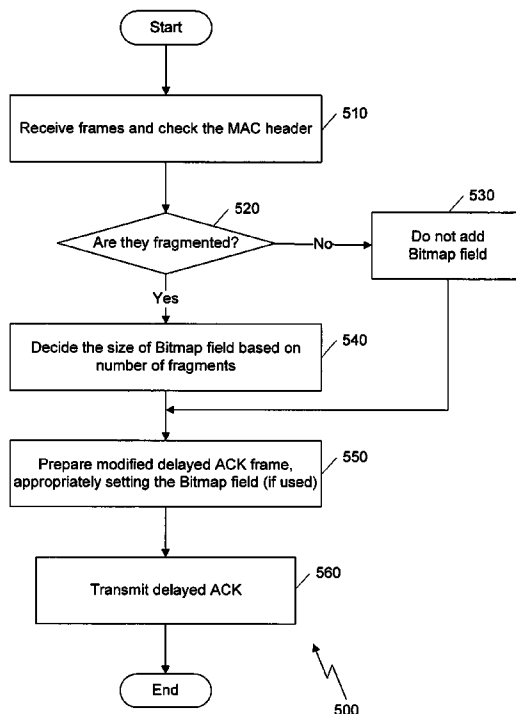 Start
510
Receive frames and check the MAC header
520
530
Are they fragmented?
No
Do not add
Bitmap field
Yes
540
Decide the size of Bitmap field based on
number of fragments
550
Prepare modified delayed ACK frame,
appropriately setting the Bitmap field (if used)
560
Transmit delayed ACK
End
500